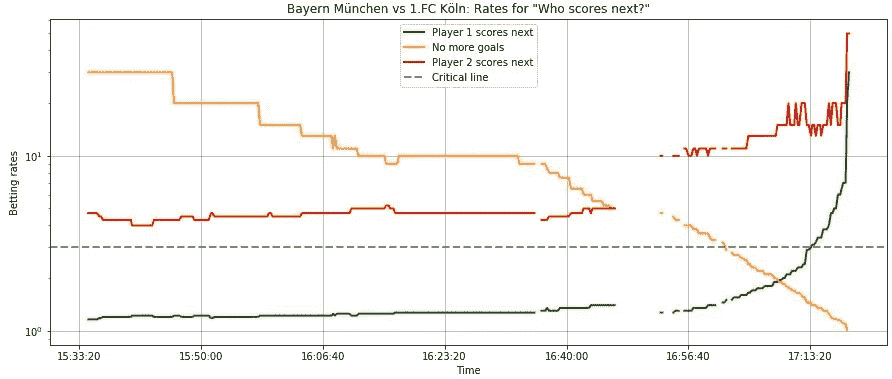 Bayern München vs 1.FC Köln: Rates for "Who scores next?"
Player 1 scores next
No more goals
Player 2 scores next
Critical line
Betting rates
10¹
10⁰
15:33:20 15:50:00 16:06:40 16:23:20 16:40:00 16:56:40 17:13:20
Time